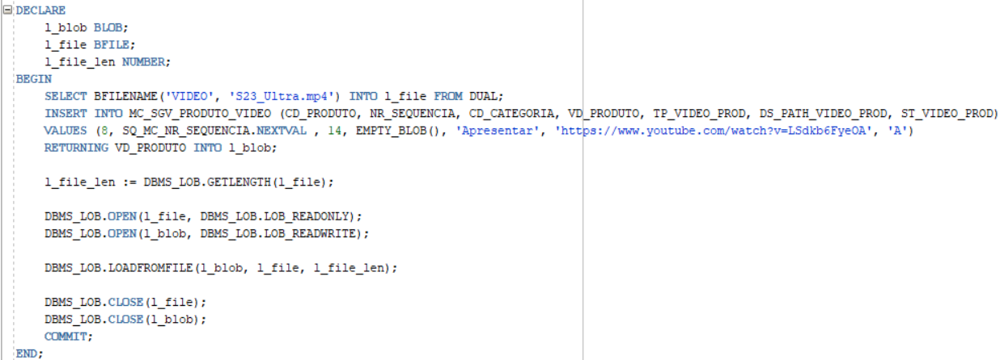 DECLARE
l_blob BLOB;
l_file BFILE;
l_file_len NUMBER;
BEGIN
SELECT BFILENAME('VIDEO', 'S23_Ultra.mp4') INTO l_file FROM DUAL;
INSERT INTO MC_SGV_PRODUTO_VIDEO (CD_PRODUTO, NR_SEQUENCIA, CD_CATEGORIA, VD_PRODUTO, TP_VIDEO_PROD, DS_PATH_VIDEO_PROD, ST_VIDEO_PROD)
VALUES (8, SQ_MC_NR_SEQUENCIA.NEXTVAL , 14, EMPTY_BLOB(), 'Apresentar', 'https://www.youtube.com/watch?v=LSdkb6FyeOA', 'A')
RETURNING VD_PRODUTO INTO l_blob;
l_file_len := DBMS_LOB.GETLENGTH(l_file);
DBMS_LOB.OPEN(l_file, DBMS_LOB.LOB_READONLY);
DBMS_LOB.OPEN(l_blob, DBMS_LOB.LOB_READWRITE);
DBMS_LOB.LOADFROMFILE(l_blob, l_file, l_file_len);
DBMS_LOB.CLOSE(l_file);
DBMS_LOB.CLOSE(l_blob);
COMMIT;
END;